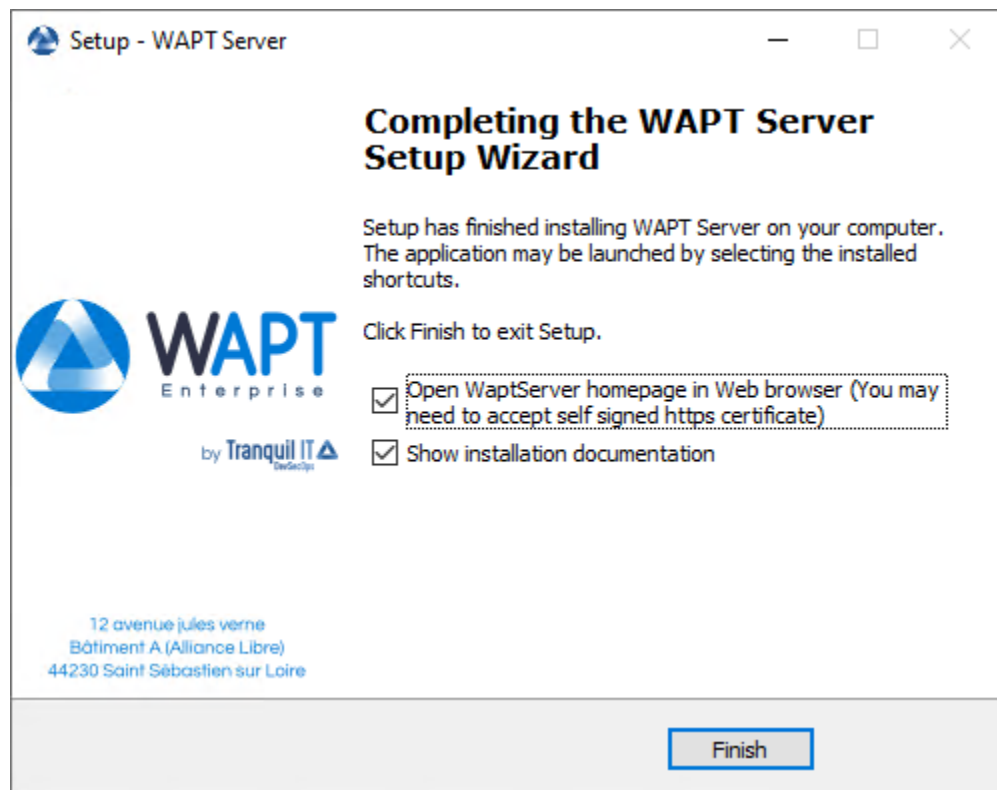 Setup - WAPT Server
Completing the WAPT Server
Setup Wizard
Setup has finished installing WAPT Server on your computer.
The application may be launched by selecting the installed
shortcuts.
Click Finish to exit Setup.
WAPT
Enterprise
by Tranquil IT
DevSecOps
Open WaptServer homepage in Web browser (You may
need to accept self signed https certificate)
Show installation documentation
12 avenue jules verne
Bâtiment A (Alliance Libre)
44230 Saint Sébastien sur Loire
Finish